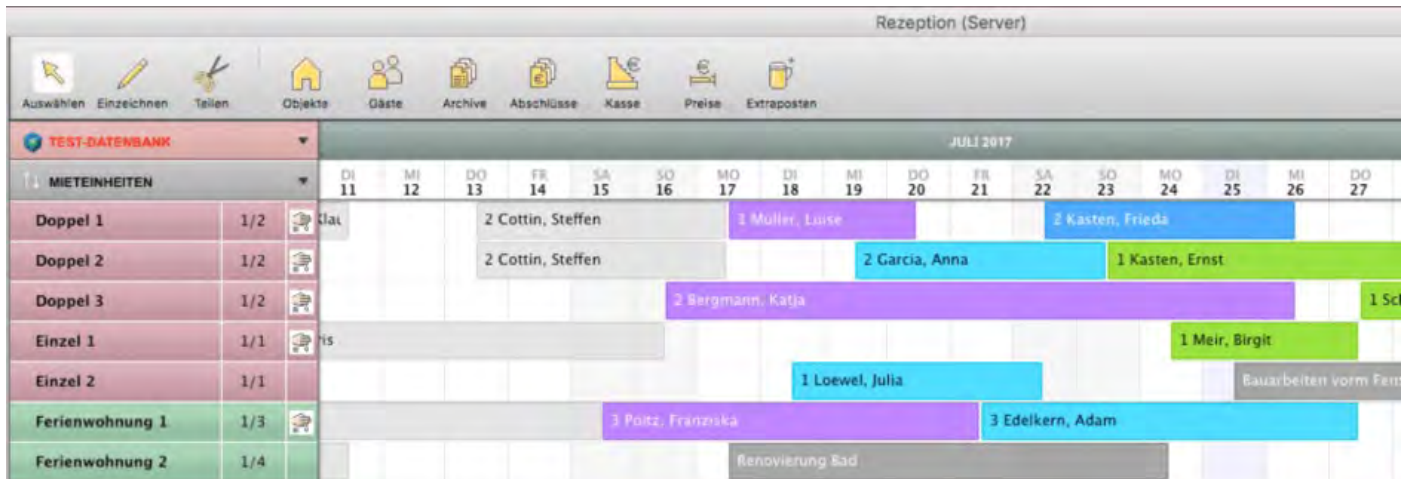 Rezeption (Server)
Auswählen Einzeichnen Teilen Objekte Gäste Archive Abschlüsse Kasse Preise Extraposten
TEST-DATENBANK JULI 2017
MIETEINHEITEN DI 11 MI 12 DO 13 FR 14 SA 15 SO 16 MO 17 DI 18 MI 19 DO 20 FR 21 SA 22 SO 23 MO 24 DI 25 MI 26 DO 27
Doppel 1 1/2 2 Cottin, Steffen 1 Müller, Luise 2 Kasten, Frieda
Doppel 2 1/2 2 Cottin, Steffen 2 Garcia, Anna 1 Kasten, Ernst
Doppel 3 1/2 2 Bergmann, Katja 1 Scl
Einzel 1 1/1 ris 1 Meir, Birgit
Einzel 2 1/1 1 Loewel, Julia Bauarbeiten vorm Fens
Ferienwohnung 1 1/3 3 Poitz, Franziska 3 Edelkern, Adam
Ferienwohnung 2 1/4 Renovierung Bad